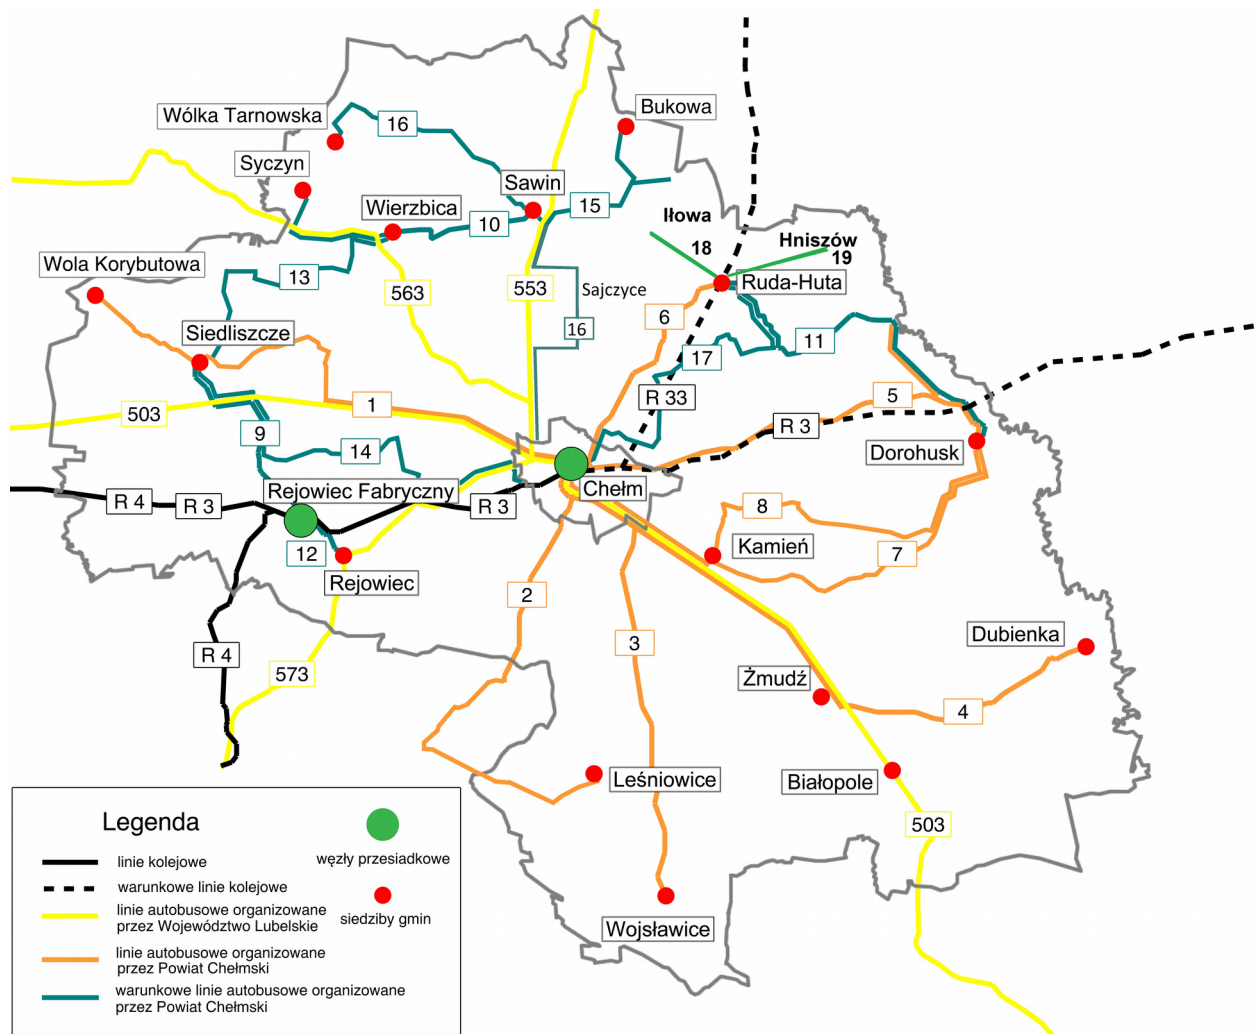 Wólka Tarnowska
16
Bukowa
Syczyn
Sawin
Wierzbica
10
15
Iłowa
18
Hniszów
19
Wola Korybutowa
13
563
553
Sajczyce
Ruda-Huta
6
16
Siedliszcze
17
11
503
1
R 33
5
9
14
R 3
Dorohusk
Rejowiec Fabryczny
Chełm
R 4
R 3
R 3
8
Kamień
7
12
Rejowiec
2
3
Dubienka
R 4
573
Żmudź
4
Leśniowice
Białopole
503
Wojsławice
Legenda
linie kolejowe
warunkowe linie kolejowe
linie autobusowe organizowane
przez Województwo Lubelskie
linie autobusowe organizowane
przez Powiat Chełmski
warunkowe linie autobusowe organizowane
przez Powiat Chełmski
węzły przesiadkowe
siedziby gmin